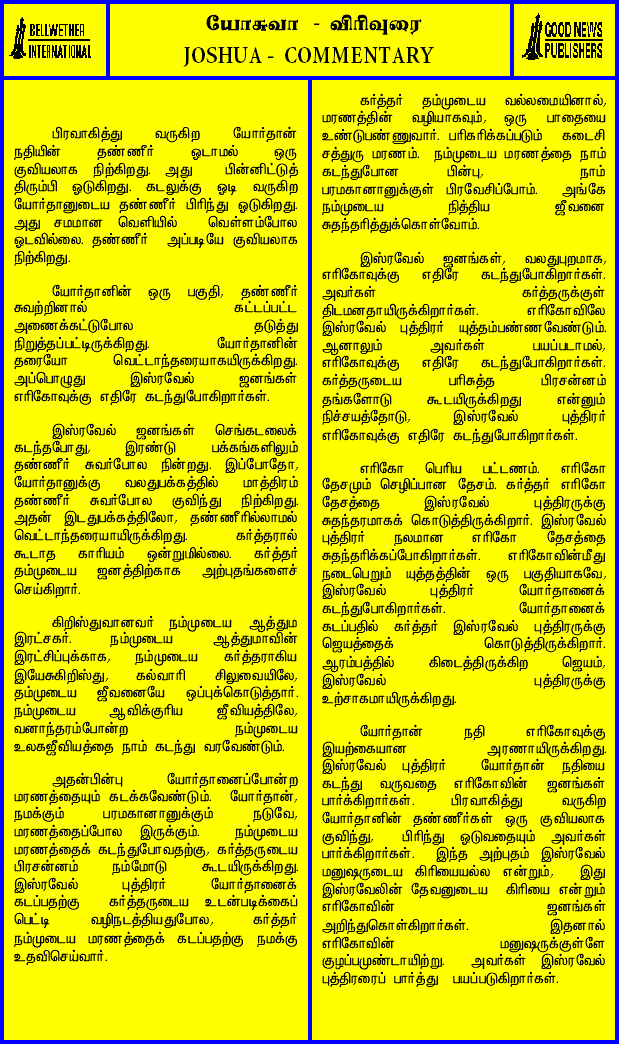 BELLWETHER
INTERNATIONAL
யோசுவா - விரிவுரை
JOSHUA - COMMENTARY
GOOD NEWS
PUBLISHERS
பிரவாகித்து வருகிற யோர்தான்
நதியின் தண்ணீர் ஓடாமல் ஒரு
குவியலாக நிற்கிறது. அது பின்னிட்டுத்
திரும்பி ஓடுகிறது. கடலுக்கு ஓடி வருகிற
யோர்தானுடைய தண்ணீர் பிரிந்து ஓடுகிறது.
அது சமமான வெளியில் வெள்ளம்போல
ஓடவில்லை. தண்ணீர் அப்படியே குவியலாக
நிற்கிறது.
யோர்தானின் ஒரு பகுதி, தண்ணீர்
சுவற்றினால் கட்டப்பட்ட
அணைக்கட்டுபோல தடுத்து
நிறுத்தப்பட்டிருக்கிறது. யோர்தானின்
தரையோ வெட்டாந்தரையாகயிருக்கிறது.
அப்பொழுது இஸ்ரவேல் ஜனங்கள்
எரிகோவுக்கு எதிரே கடந்துபோகிறார்கள்.
இஸ்ரவேல் ஜனங்கள் செங்கடலைக்
கடந்தபோது, இரண்டு பக்கங்களிலும்
தண்ணீர் சுவர்போல நின்றது. இப்போதோ,
யோர்தானுக்கு வலதுபக்கத்தில் மாத்திரம்
தண்ணீர் சுவர்போல குவிந்து நிற்கிறது.
அதன் இடதுபக்கத்திலோ, தண்ணீரில்லாமல்
வெட்டாந்தரையாயிருக்கிறது. கர்த்தரால்
கூடாத காரியம் ஒன்றுமில்லை. கர்த்தர்
தம்முடைய ஜனத்திற்காக அற்புதங்களைச்
செய்கிறார்.
கிறிஸ்துவானவர் நம்முடைய ஆத்தும
இரட்சகர். நம்முடைய ஆத்துமாவின்
இரட்சிப்புக்காக, நம்முடைய கர்த்தராகிய
இயேசுகிறிஸ்து, கல்வாரி சிலுவையிலே,
தம்முடைய ஜீவனையே ஒப்புக்கொடுத்தார்.
நம்முடைய ஆவிக்குரிய ஜீவியத்திலே,
வனாந்தரம்போன்ற நம்முடைய
உலகஜீவியத்தை நாம் கடந்து வரவேண்டும்.
அதன்பின்பு யோர்தானைப்போன்ற
மரணத்தையும் கடக்கவேண்டும். யோர்தான்,
நமக்கும் பரமகானானுக்கும் நடுவே,
மரணத்தைப்போல இருக்கும். நம்முடைய
மரணத்தைக் கடந்துபோவதற்கு, கர்த்தருடைய
பிரசன்னம் நம்மோடு கூடயிருக்கிறது.
இஸ்ரவேல் புத்திரர் யோர்தானைக்
கடப்பதற்கு கர்த்தருடைய உடன்படிக்கைப்
பெட்டி வழிநடத்தியதுபோல, கர்த்தர்
நம்முடைய மரணத்தைக் கடப்பதற்கு நமக்கு
உதவிசெய்வார்.
கர்த்தர் தம்முடைய வல்லமையினால்,
மரணத்தின் வழியாகவும், ஒரு பாதையை
உண்டுபண்ணுவார். பரிகரிக்கப்படும் கடைசி
சத்துரு மரணம். நம்முடைய மரணத்தை நாம்
கடந்துபோன பின்பு, நாம்
பரமகானானுக்குள் பிரவேசிப்போம். அங்கே
நம்முடைய நித்திய ஜீவனை
சுதந்தரித்துக்கொள்வோம்.
இஸ்ரவேல் ஜனங்கள், வலதுபுறமாக,
எரிகோவுக்கு எதிரே கடந்துபோகிறார்கள்.
அவர்கள் கர்த்தருக்குள்
திடமனதாயிருக்கிறார்கள். எரிகோவிலே
இஸ்ரவேல் புத்திரர் யுத்தம்பண்ணவேண்டும்.
ஆனாலும் அவர்கள் பயப்படாமல்,
எரிகோவுக்கு எதிரே கடந்துபோகிறார்கள்.
கர்த்தருடைய பரிசுத்த பிரசன்னம்
தங்களோடு கூடயிருக்கிறது என்னும்
நிச்சயத்தோடு, இஸ்ரவேல் புத்திரர்
எரிகோவுக்கு எதிரே கடந்துபோகிறார்கள்.
எரிகோ பெரிய பட்டணம். எரிகோ
தேசமும் செழிப்பான தேசம். கர்த்தர் எரிகோ
தேசத்தை இஸ்ரவேல் புத்திரருக்கு
சுதந்தரமாகக் கொடுத்திருக்கிறார். இஸ்ரவேல்
புத்திரர் நலமான எரிகோ தேசத்தை
சுதந்தரிக்கப்போகிறார்கள். எரிகோவின்மீது
நடைபெறும் யுத்தத்தின் ஒரு பகுதியாகவே,
இஸ்ரவேல் புத்திரர் யோர்தானைக்
கடந்துபோகிறார்கள். யோர்தானைக்
கடப்பதில் கர்த்தர் இஸ்ரவேல் புத்திரருக்கு
ஜெயத்தைக் கொடுத்திருக்கிறார்.
ஆரம்பத்தில் கிடைத்திருக்கிற ஜெயம்,
இஸ்ரவேல் புத்திரருக்கு
உற்சாகமாயிருக்கிறது.
யோர்தான் நதி எரிகோவுக்கு
இயற்கையான அரணாயிருக்கிறது.
இஸ்ரவேல் புத்திரர் யோர்தான் நதியை
கடந்து வருவதை எரிகோவின் ஜனங்கள்
பார்க்கிறார்கள். பிரவாகித்து வருகிற
யோர்தானின் தண்ணீர்கள் ஒரு குவியலாக
குவிந்து, பிரிந்து ஓடுவதையும் அவர்கள்
பார்க்கிறார்கள். இந்த அற்புதம் இஸ்ரவேல்
மனுஷருடைய கிரியையல்ல என்றும், இது
இஸ்ரவேலின் தேவனுடைய கிரியை என்றும்
எரிகோவின் ஜனங்கள்
அறிந்துகொள்கிறார்கள். இதனால்
எரிகோவின் மனுஷருக்குள்ளே
குழப்பமுண்டாயிற்று. அவர்கள் இஸ்ரவேல்
புத்திரரைப் பார்த்து பயப்படுகிறார்கள்.